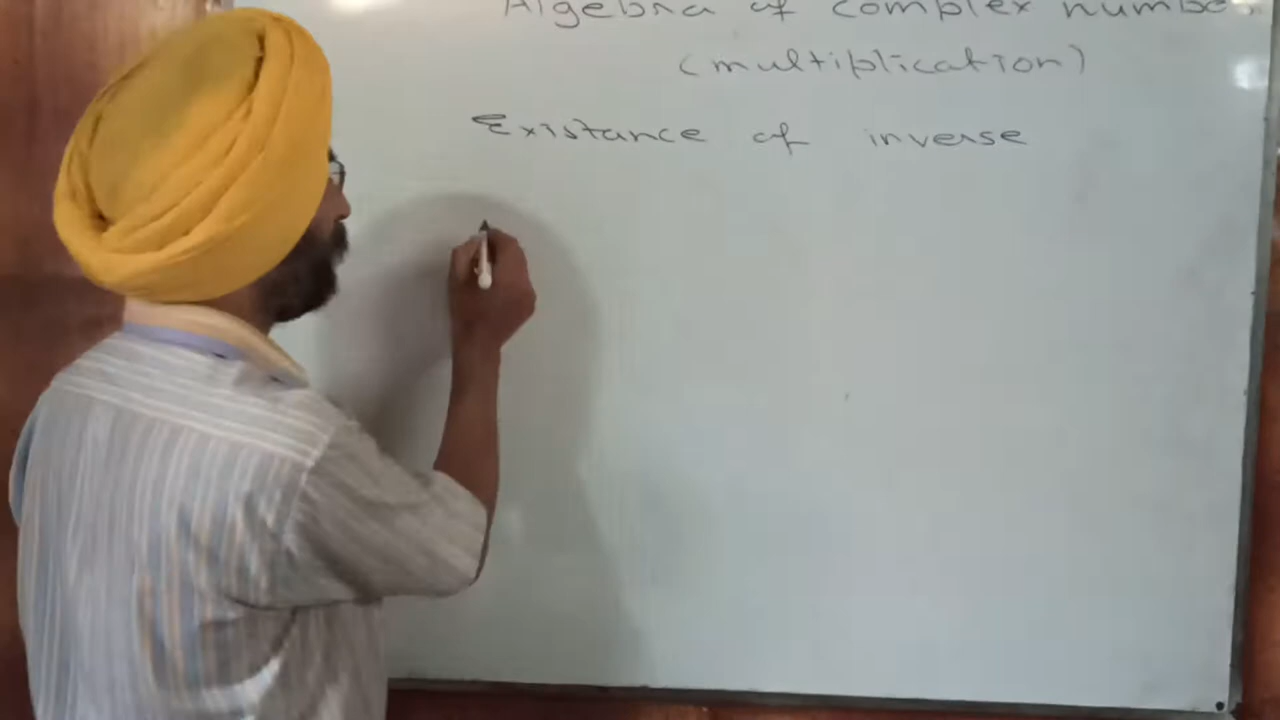 Algebra of complex number
(multiplication)
Existance of inverse